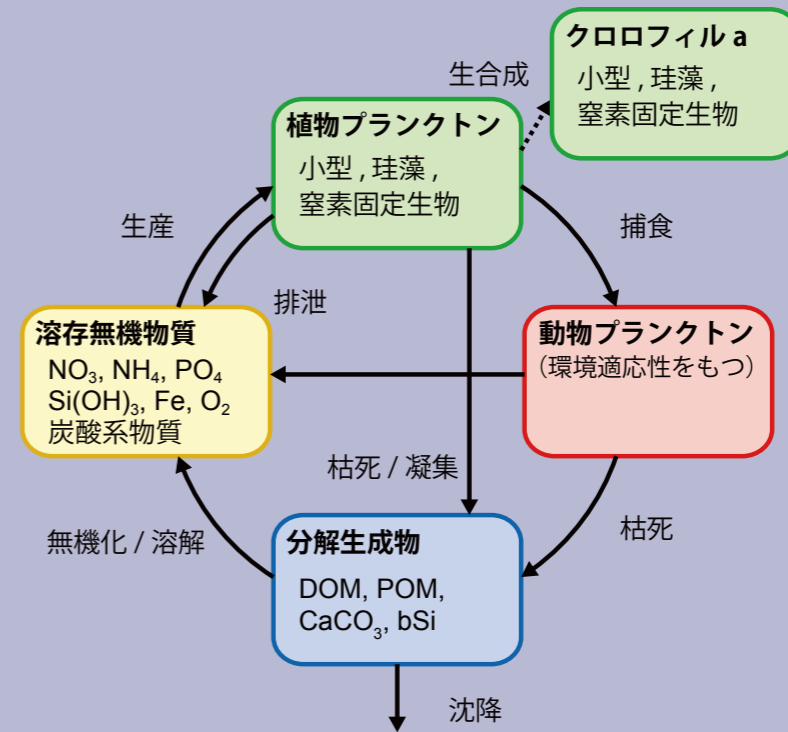 クロロフィル a
小型 , 珪藻 ,
窒素固定生物
生合成
植物プランクトン
小型 , 珪藻 ,
窒素固定生物
生産
捕食
排泄
溶存無機物質
NO₃, NH₄, PO₄
Si(OH)₃, Fe, O₂
炭酸系物質
動物プランクトン
（環境適応性をもつ）
枯死 / 凝集
無機化 / 溶解
枯死
分解生成物
DOM, POM,
CaCO₃, bSi
沈降